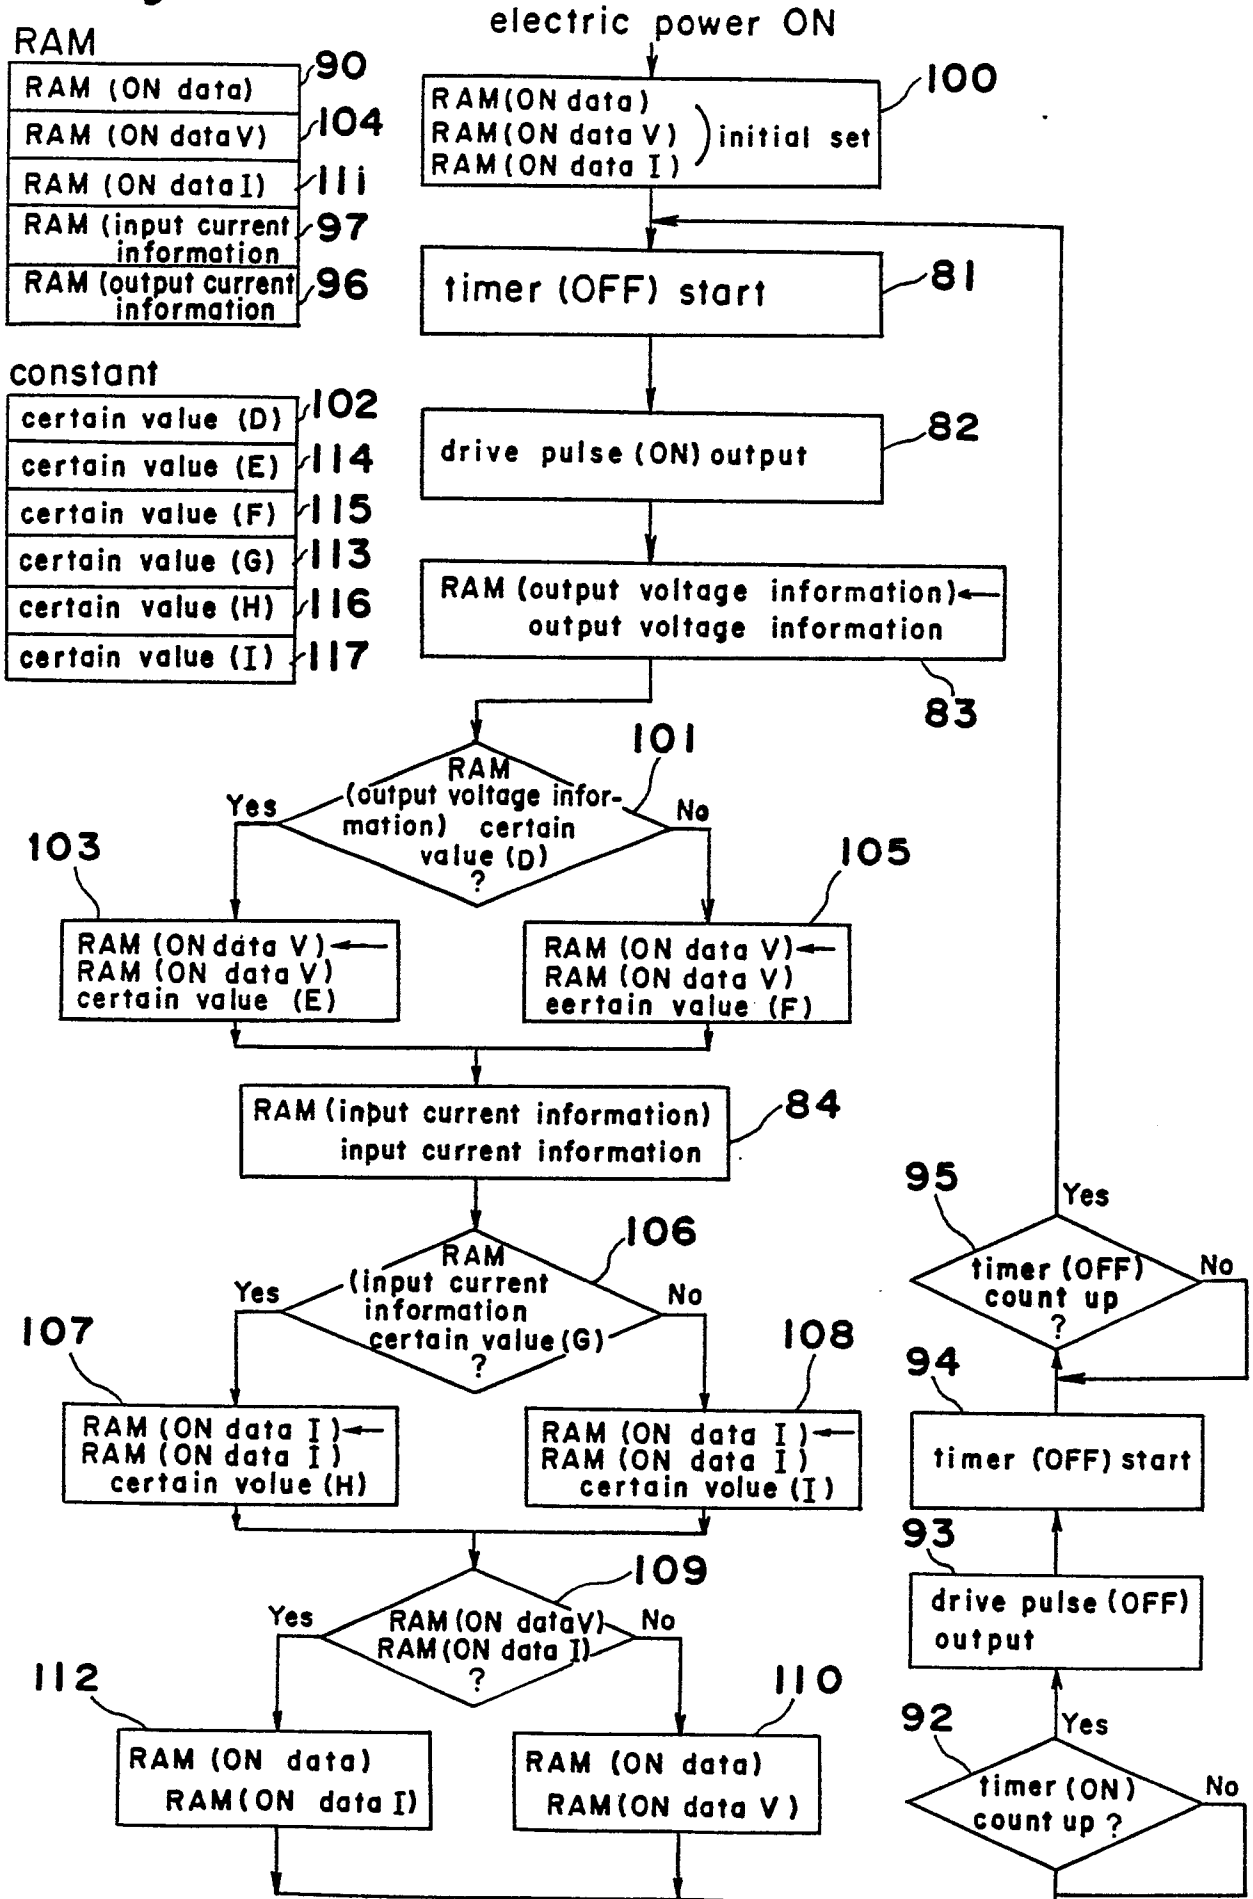 electric power ON
RAM
RAM (ON data)
90
RAM (ON data V)
104
RAM (ON data I)
111
RAM (input current
information
97
RAM (output current
information
96
constant
certain value (D)
102
certain value (E)
114
certain value (F)
115
certain value (G)
113
certain value (H)
116
certain value (I)
117
RAM(ON data)
RAM(ON data V)
RAM(ON data I)
) initial set
100
timer (OFF) start
81
drive pulse (ON) output
82
RAM (output voltage information)←
output voltage information
83
101
RAM
(output voltage infor-
mation) certain
value (D)
?
Yes
No
103
RAM (ON data V)←
RAM (ON data V)
certain value (E)
105
RAM (ON data V)←
RAM (ON data V)
eertain value (F)
RAM (input current information)
input current information
84
106
RAM
(input current
information
certain value (G)
?
Yes
No
107
RAM (ON data I)←
RAM (ON data I)
certain volue (H)
108
RAM (ON data I)←
RAM (ON data I)
certain volue (I)
109
RAM (ON data V)
RAM (ON data I)
?
Yes
No
112
RAM (ON data)
RAM(ON data I)
110
RAM (ON data)
RAM(ON data V)
95
Yes
timer (OFF)
count up
?
No
94
timer (OFF) start
93
drive pulse (OFF)
output
92
Yes
timer (ON)
count up ?
No